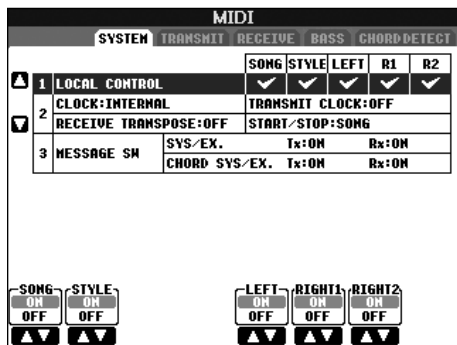 MIDI
SYSTEM TRANSMIT RECEIVE BASS CHORD DETECT
SONG STYLE LEFT R1 R2
1 LOCAL CONTROL
2 CLOCK:INTERNAL TRANSMIT CLOCK:OFF
RECEIVE TRANSPOSE:OFF START/STOP:SONG
3 MESSAGE SW SYS/EX. Tx:ON Rx:ON
CHORD SYS/EX. Tx:ON Rx:ON
SONG STYLE LEFT RIGHT1 RIGHT2
ON ON ON ON ON
OFF OFF OFF OFF OFF